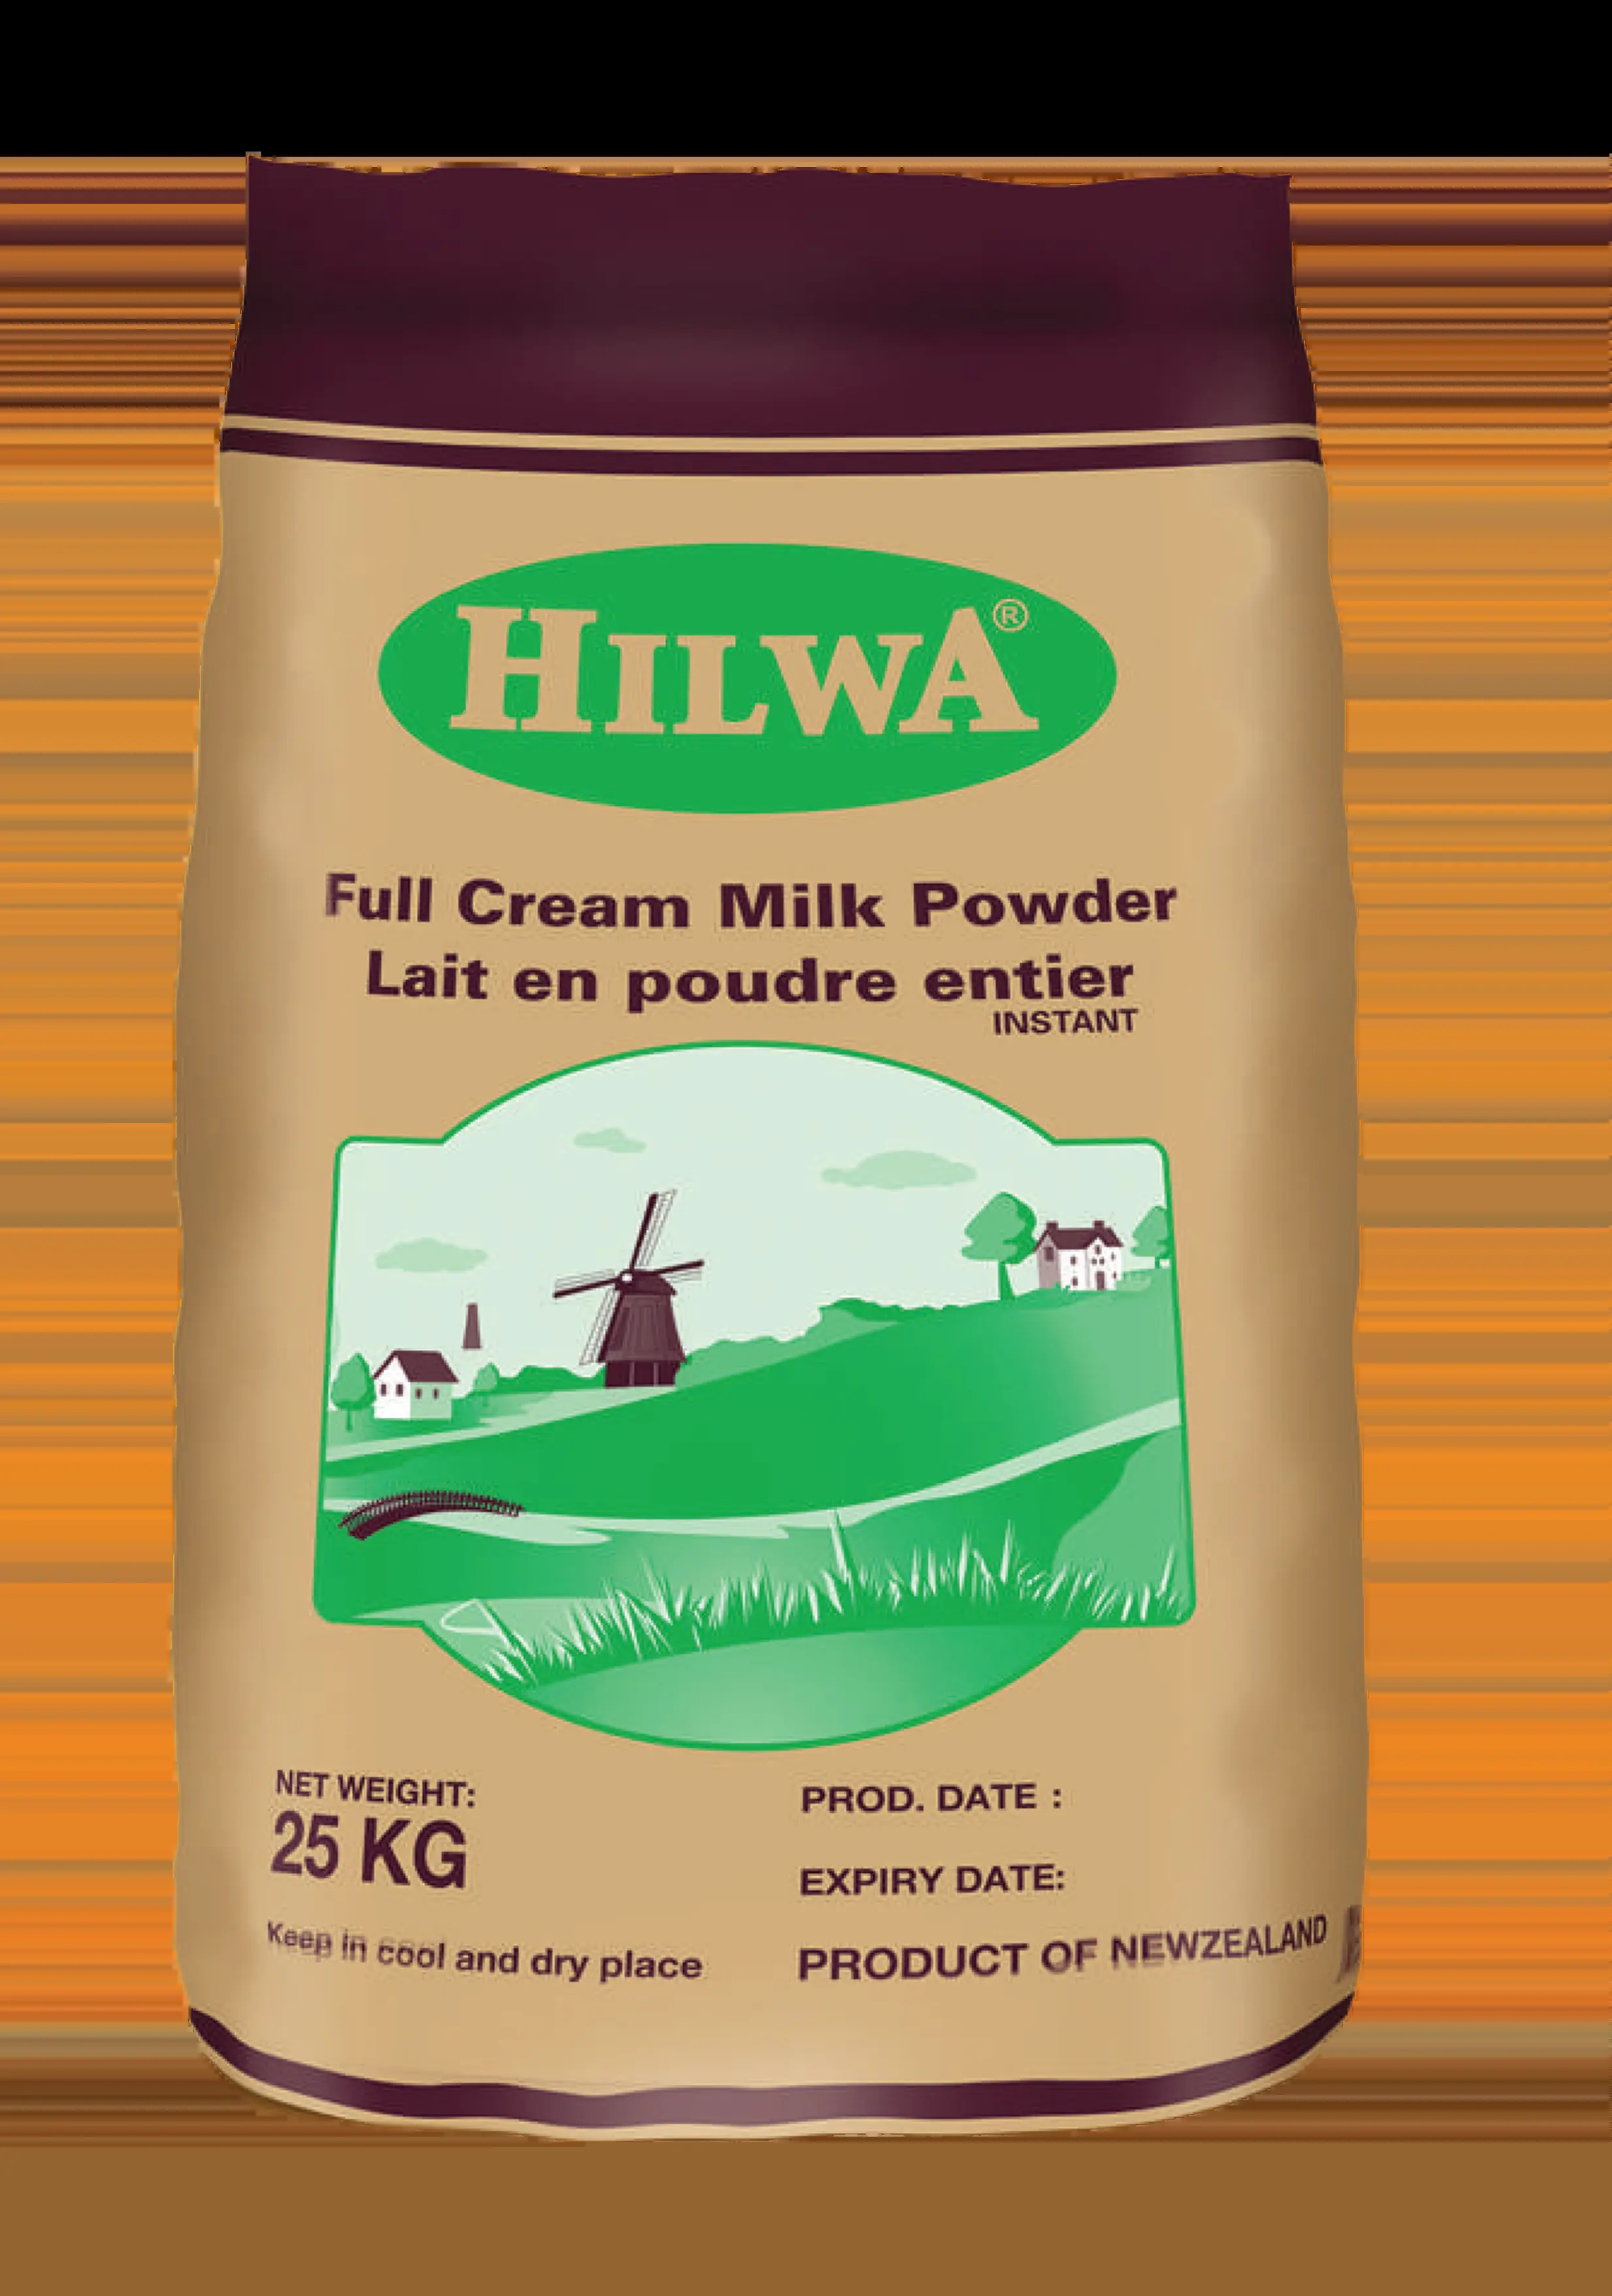 HILWA®
Full Cream Milk Powder
Lait en poudre entier
INSTANT
NET WEIGHT:
25 KG
Keep in cool and dry place
PROD. DATE :
EXPIRY DATE:
PRODUCT OF NEWZEALAND